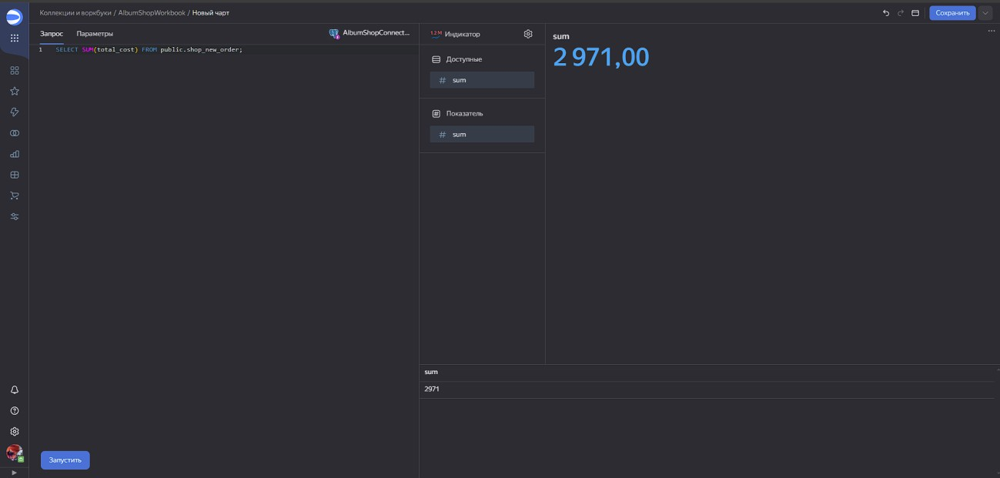 Коллекции и воркбуки / AlbumShopWorkbook / Новый чарт
Сохранить
Запрос
Параметры
AlbumShopConnect...
1 SELECT SUM(total_cost) FROM public.shop_new_order;
Запустить
1.2M Индикатор
Доступные
# sum
Показатель
# sum
sum
2 971,00
sum
2971